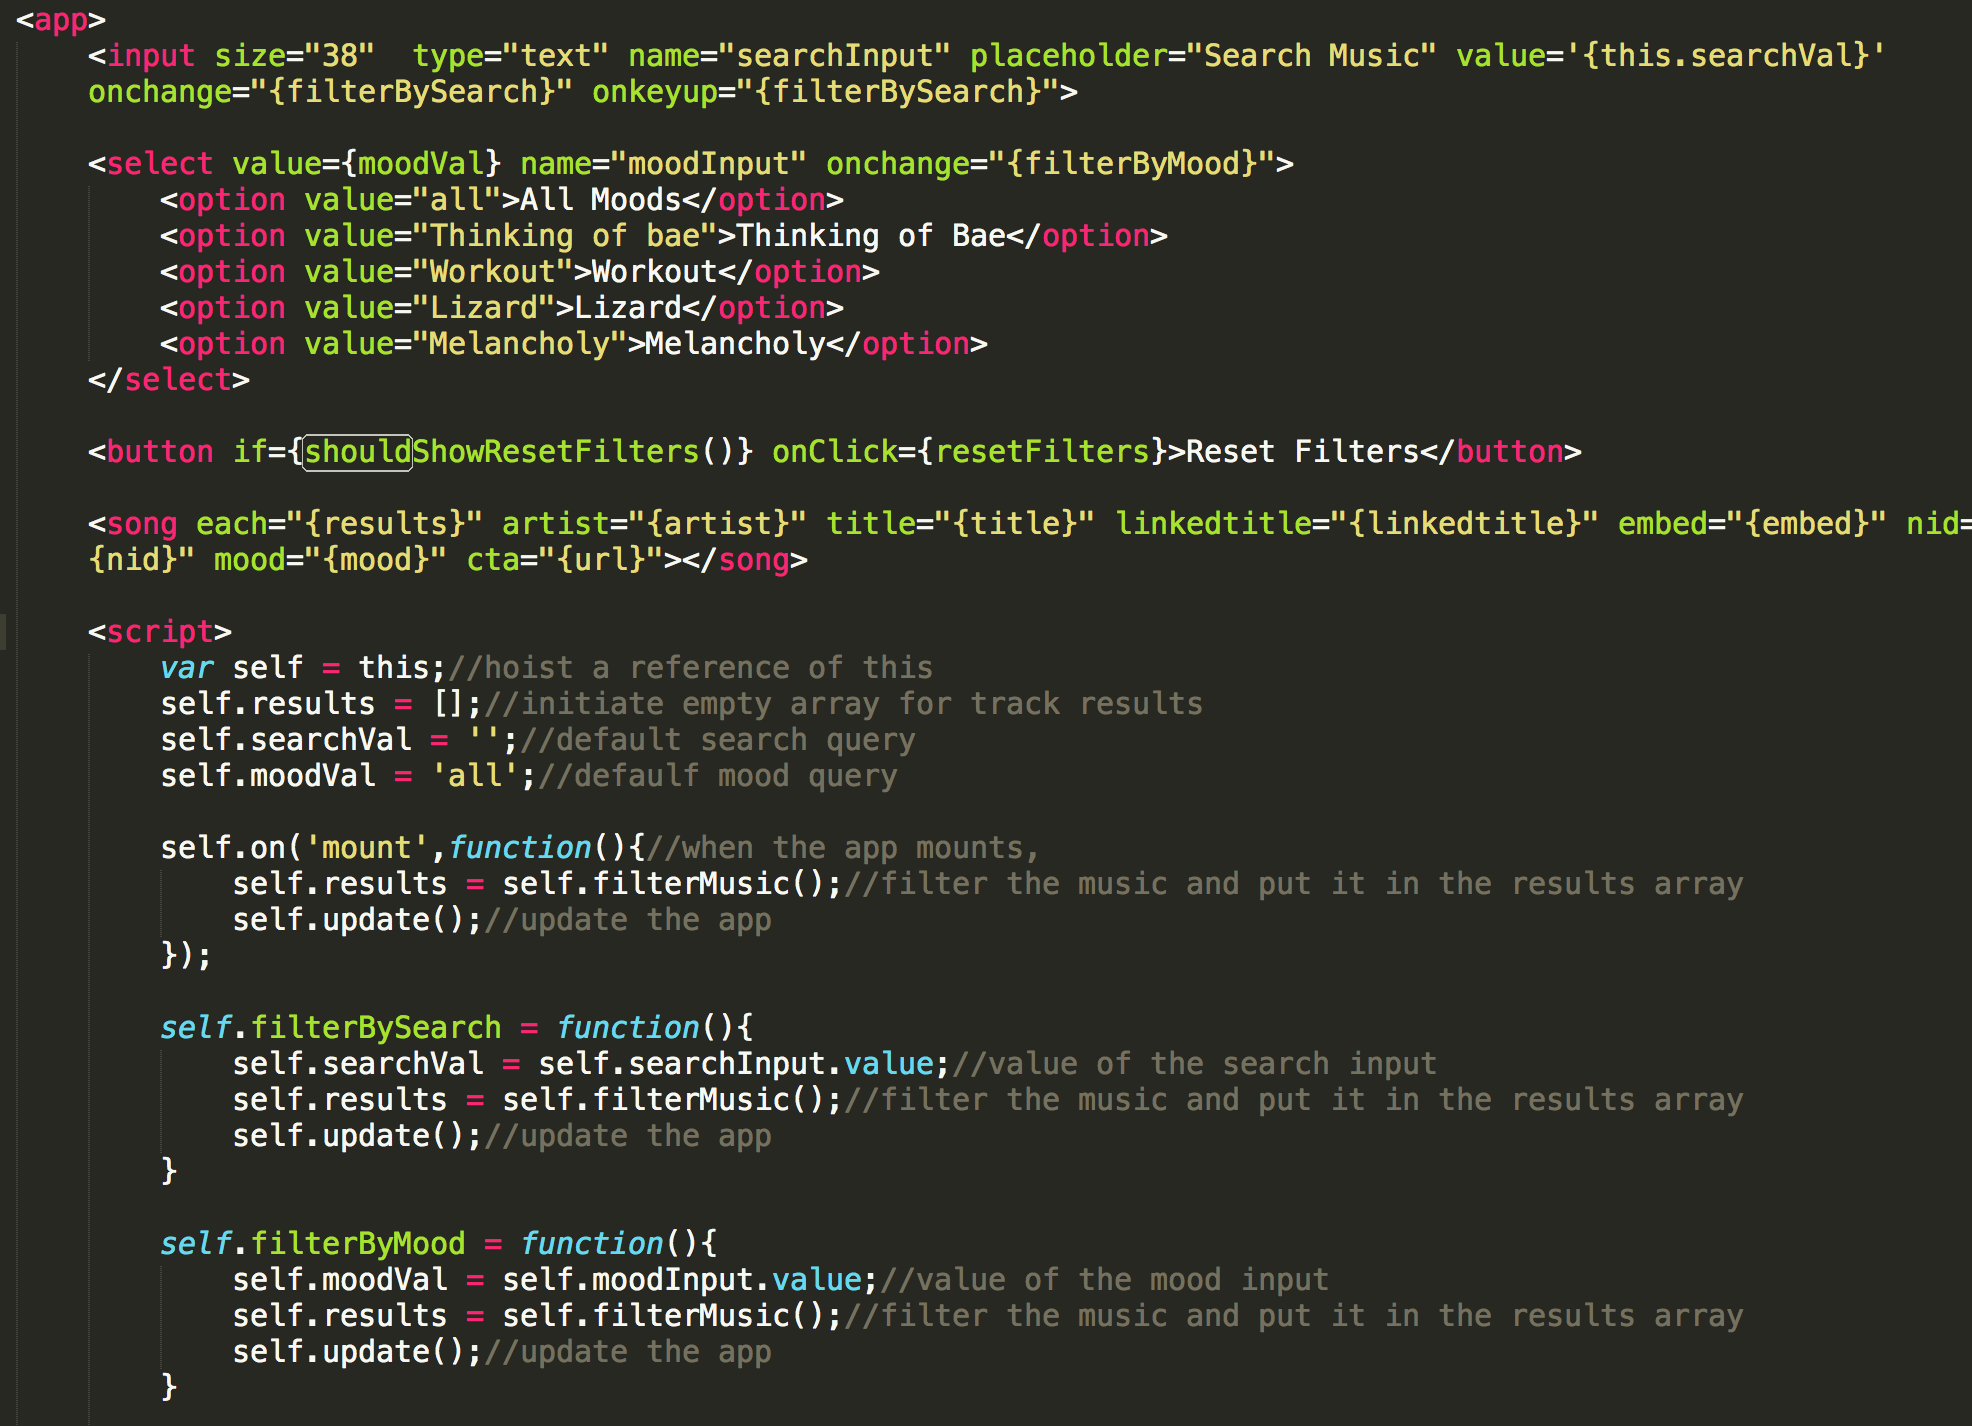 <app>
    <input size="38"  type="text" name="searchInput" placeholder="Search Music" value='{this.searchVal}'
    onchange="{filterBySearch}" onkeyup="{filterBySearch}">

    <select value={moodVal} name="moodInput" onchange="{filterByMood}">
        <option value="all">All Moods</option>
        <option value="Thinking of bae">Thinking of Bae</option>
        <option value="Workout">Workout</option>
        <option value="Lizard">Lizard</option>
        <option value="Melancholy">Melancholy</option>
    </select>

    <button if={shouldShowResetFilters()} onClick={resetFilters}>Reset Filters</button>

    <song each="{results}" artist="{artist}" title="{title}" linkedtitle="{linkedtitle}" embed="{embed}" nid=
    {nid}" mood="{mood}" cta="{url}"></song>

    <script>
        var self = this;//hoist a reference of this
        self.results = [];//initiate empty array for track results
        self.searchVal = '';//default search query
        self.moodVal = 'all';//defaulf mood query

        self.on('mount',function(){//when the app mounts,
            self.results = self.filterMusic();//filter the music and put it in the results array
            self.update();//update the app
        });

        self.filterBySearch = function(){
            self.searchVal = self.searchInput.value;//value of the search input
            self.results = self.filterMusic();//filter the music and put it in the results array
            self.update();//update the app
        }

        self.filterByMood = function(){
            self.moodVal = self.moodInput.value;//value of the mood input
            self.results = self.filterMusic();//filter the music and put it in the results array
            self.update();//update the app
        }